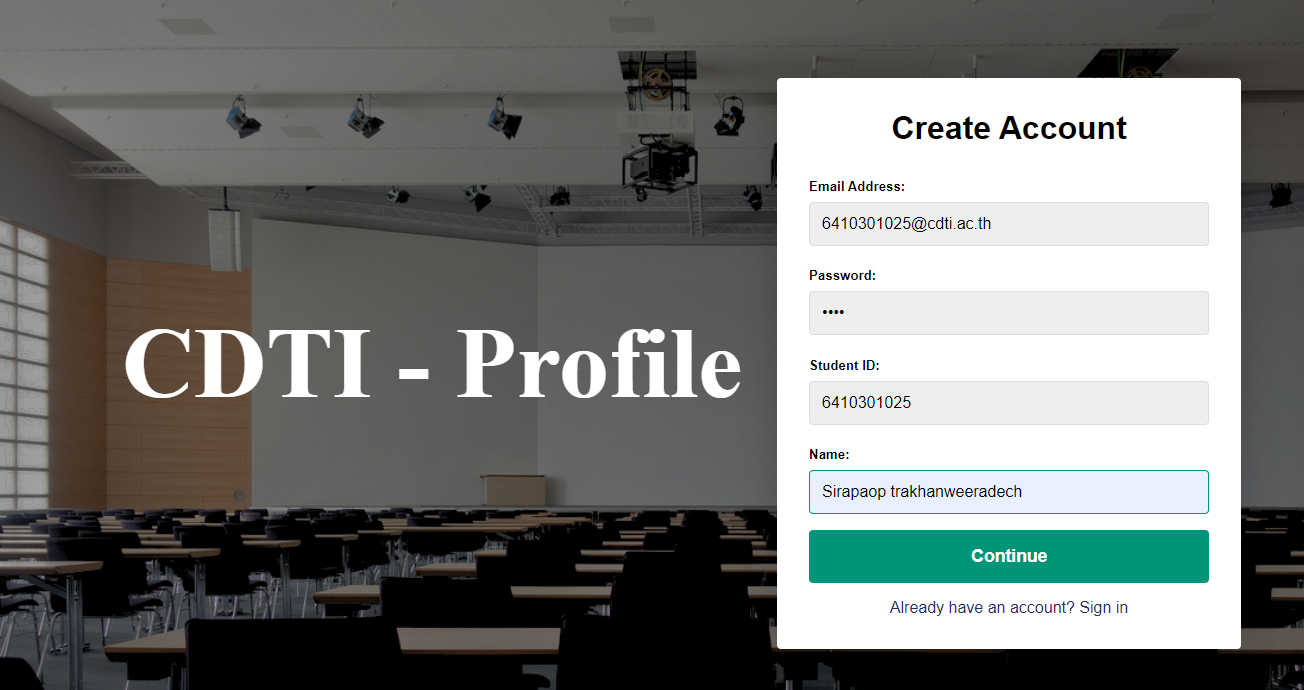 CDTI - Profile
Create Account
Email Address:
6410301025@cdti.ac.th
Password:
••••
Student ID:
6410301025
Name:
Sirapaop trakhanweeradech
Continue
Already have an account? Sign in